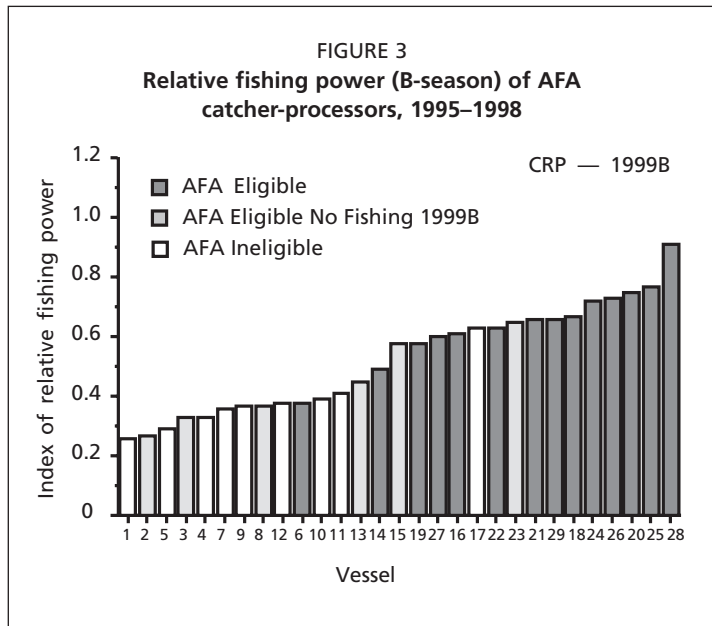 FIGURE 3
Relative fishing power (B-season) of AFA
catcher-processors, 1995–1998
CRP — 1999B
AFA Eligible
AFA Eligible No Fishing 1999B
AFA Ineligible
Index of relative fishing power
1.2
1.0
0.8
0.6
0.4
0.2
0
1 2 5 3 4 7 9 8 12 6 10 11 13 14 15 19 27 16 17 22 23 21 29 18 24 26 20 25 28
Vessel